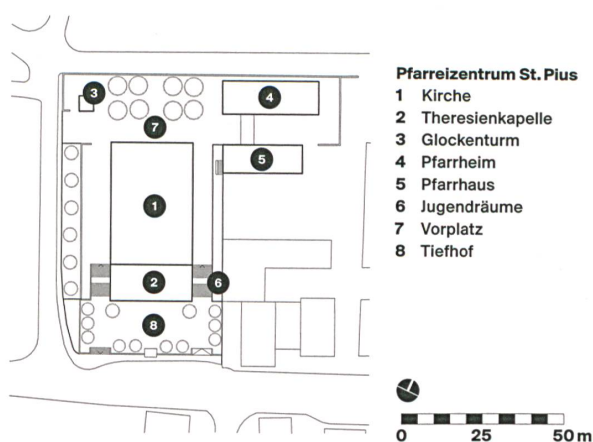 Pfarreizentrum St. Pius
1 Kirche
2 Theresienkapelle
3 Glockenturm
4 Pfarrheim
5 Pfarrhaus
6 Jugendräume
7 Vorplatz
8 Tiefhof
3
4
7
5
1
2
6
8
0 25 50 m